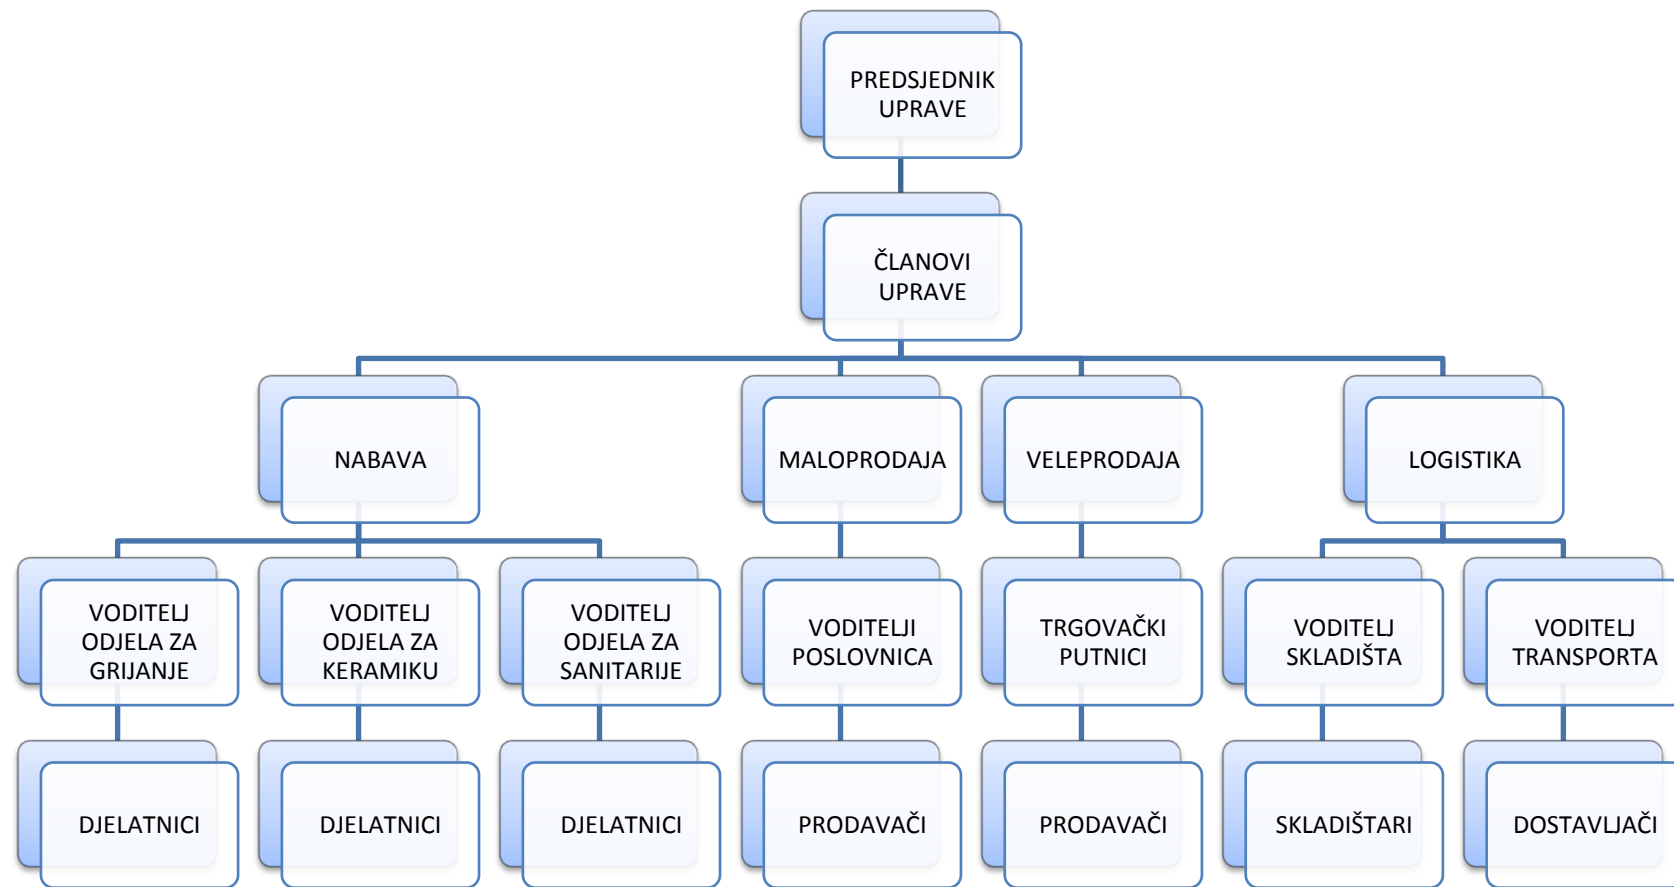 PREDSJEDNIK
UPRAVE
ČLANOVI
UPRAVE
NABAVA
MALOPRODAJA
VELEPRODAJA
LOGISTIKA
VODITELJ
ODJELA ZA
GRIJANJE
VODITELJ
ODJELA ZA
KERAMIKU
VODITELJ
ODJELA ZA
SANITARIJE
VODITELJI
POSLOVNICA
TRGOVAČKI
PUTNICI
VODITELJ
SKLADIŠTA
VODITELJ
TRANSPORTA
DJELATNICI
DJELATNICI
DJELATNICI
PRODAVAČI
PRODAVAČI
SKLADIŠTARI
DOSTAVLJAČI